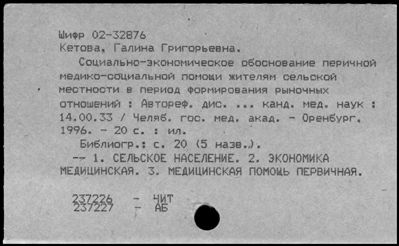 Шифр 02-32876
Кетова, Галина Григорьевна.
Социально-экономическое обоснование перичной
медико-социальной помощи жителям сельской
местности в период формирования рыночных
отношений : Автореф. дис. ... канд. мед. наук :
14.00.33 / Челяб. гос. мед. акад. - Оренбург,
1996. - 20 с. : ил.
Библиогр.: с. 20 (5 назв.).
-- 1. СЕЛЬСКОЕ НАСЕЛЕНИЕ. 2. ЭКОНОМИКА
МЕДИЦИНСКАЯ. 3. МЕДИЦИНСКАЯ ПОМОЩЬ ПЕРВИЧНАЯ.
237226 - ЧИТ
237227 - АБ